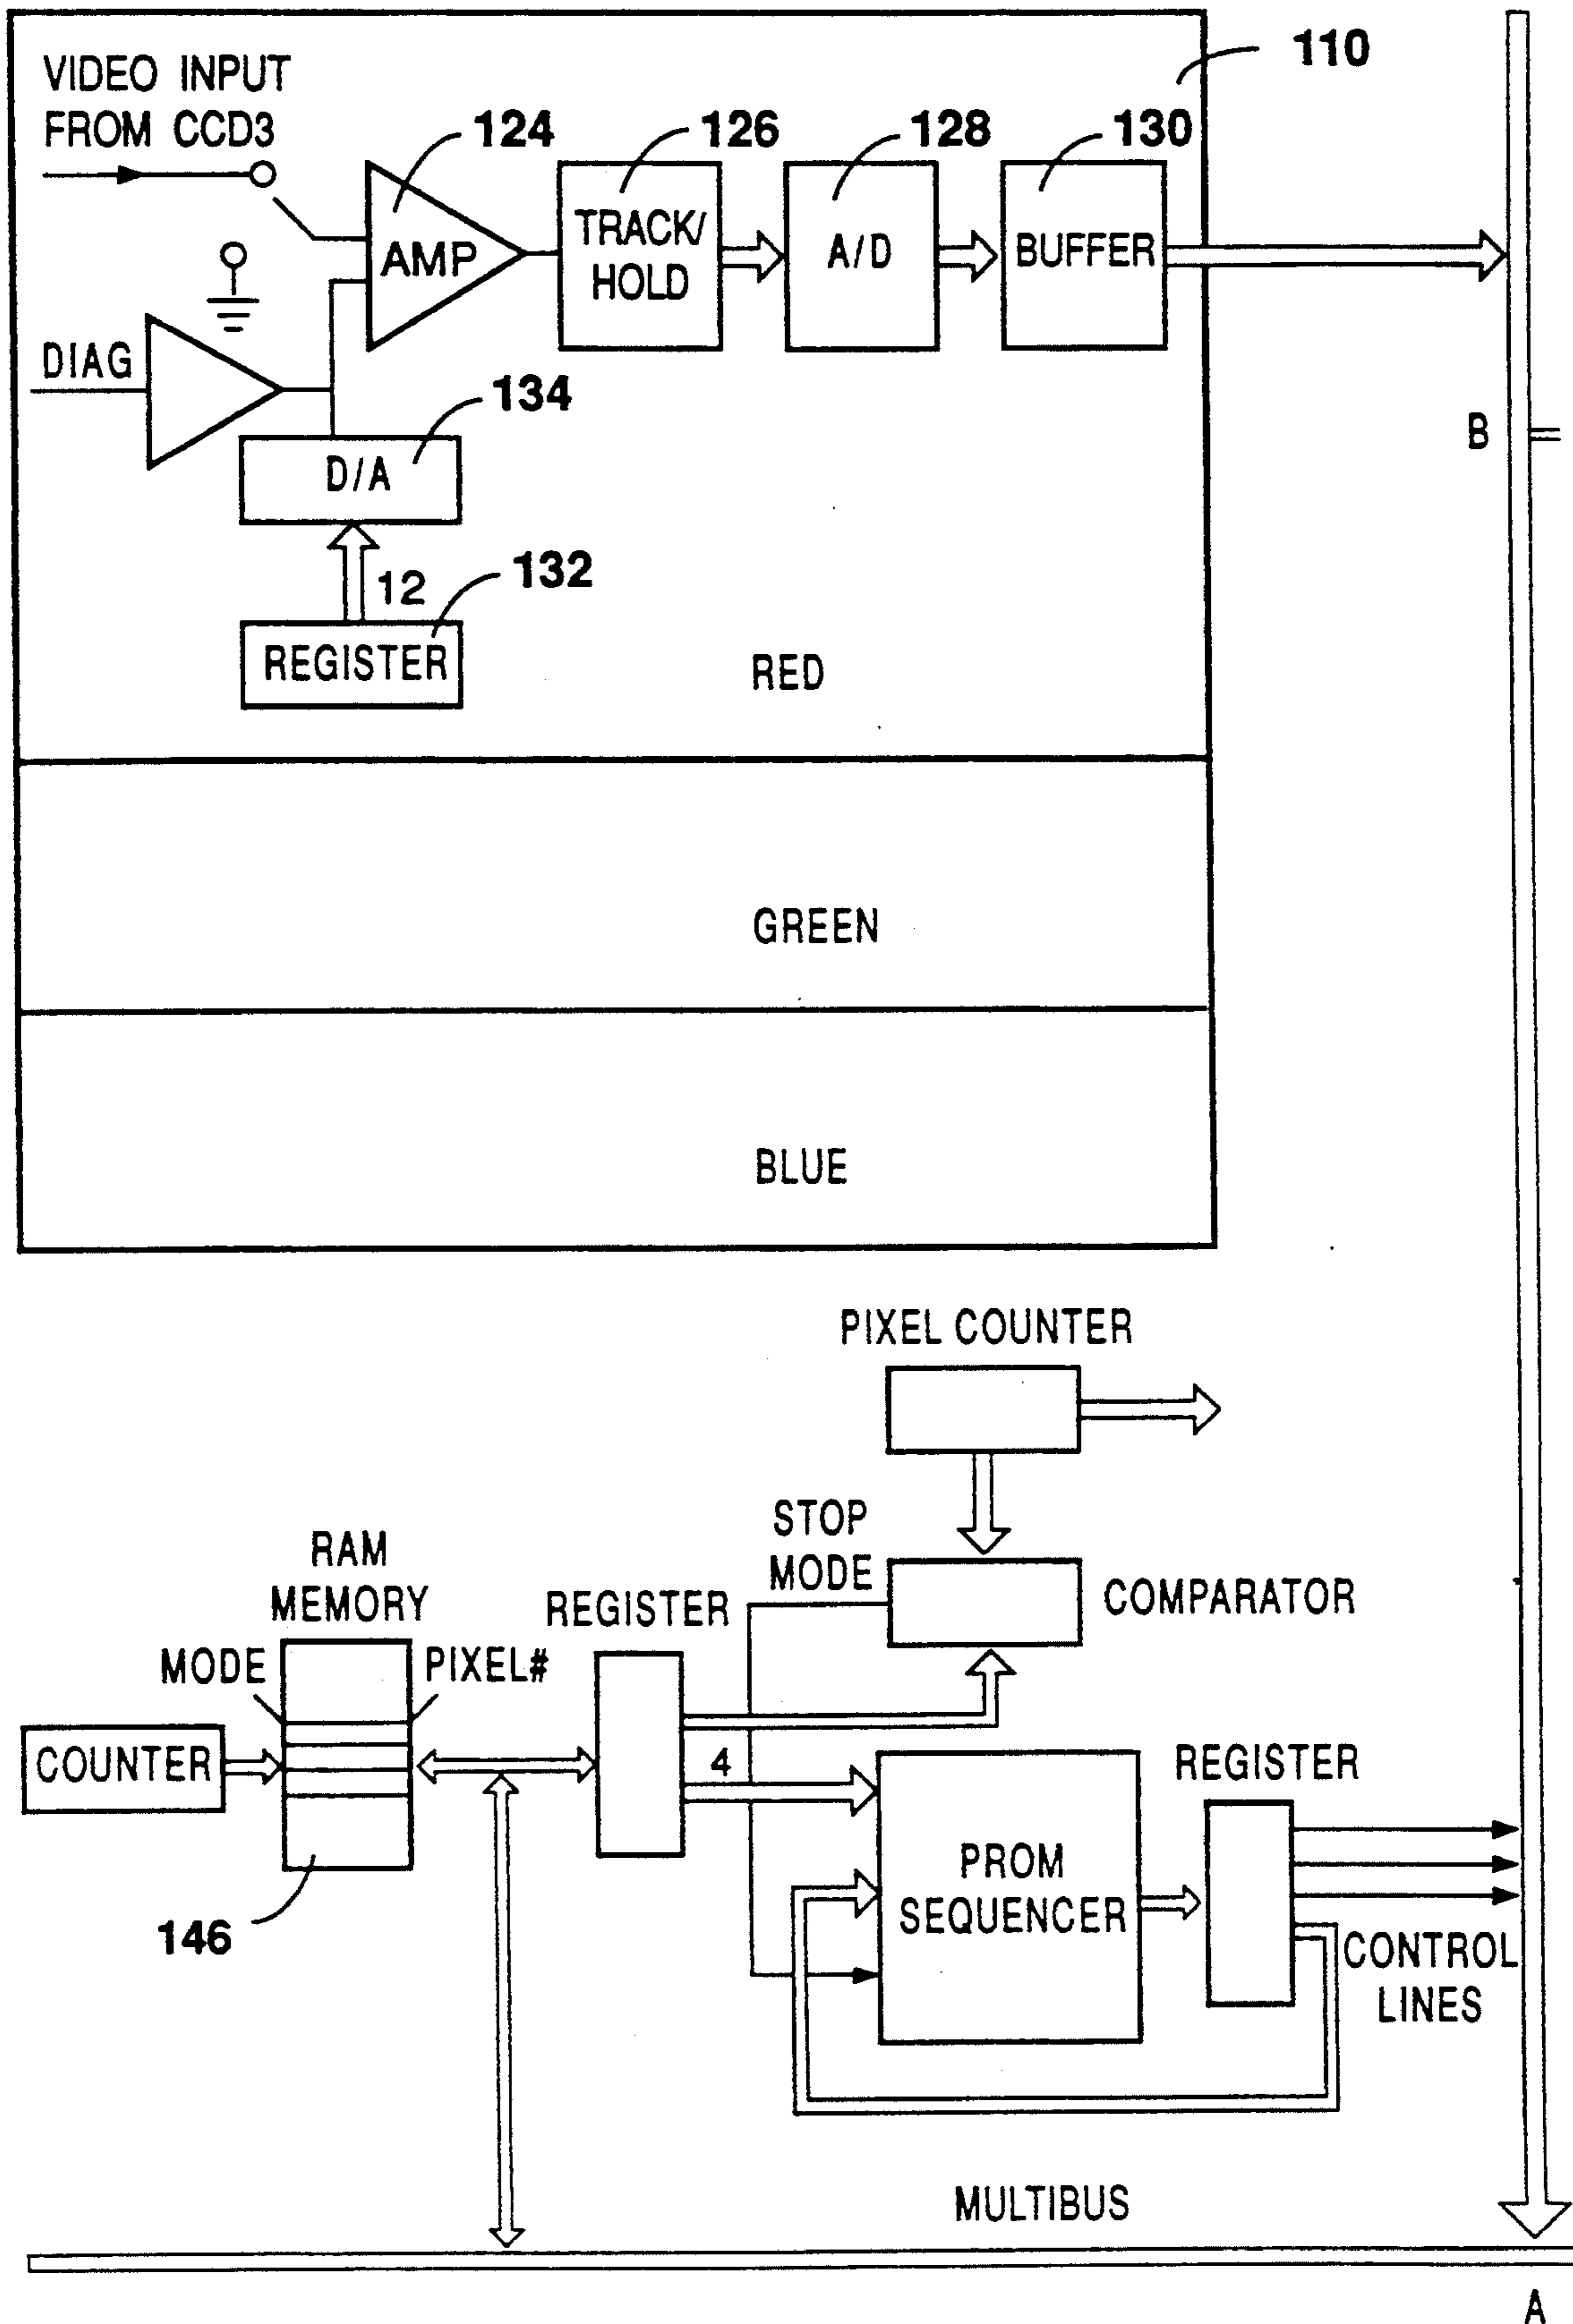 110
VIDEO INPUT
FROM CCD3
124
126
128
130
AMP
TRACK/
HOLD
A/D
BUFFER
DIAG
134
D/A
B
12
132
REGISTER
RED
GREEN
BLUE
PIXEL COUNTER
STOP
MODE
COMPARATOR
RAM
MEMORY
REGISTER
MODE
PIXEL#
COUNTER
4
REGISTER
PROM
SEQUENCER
146
CONTROL
LINES
MULTIBUS
A